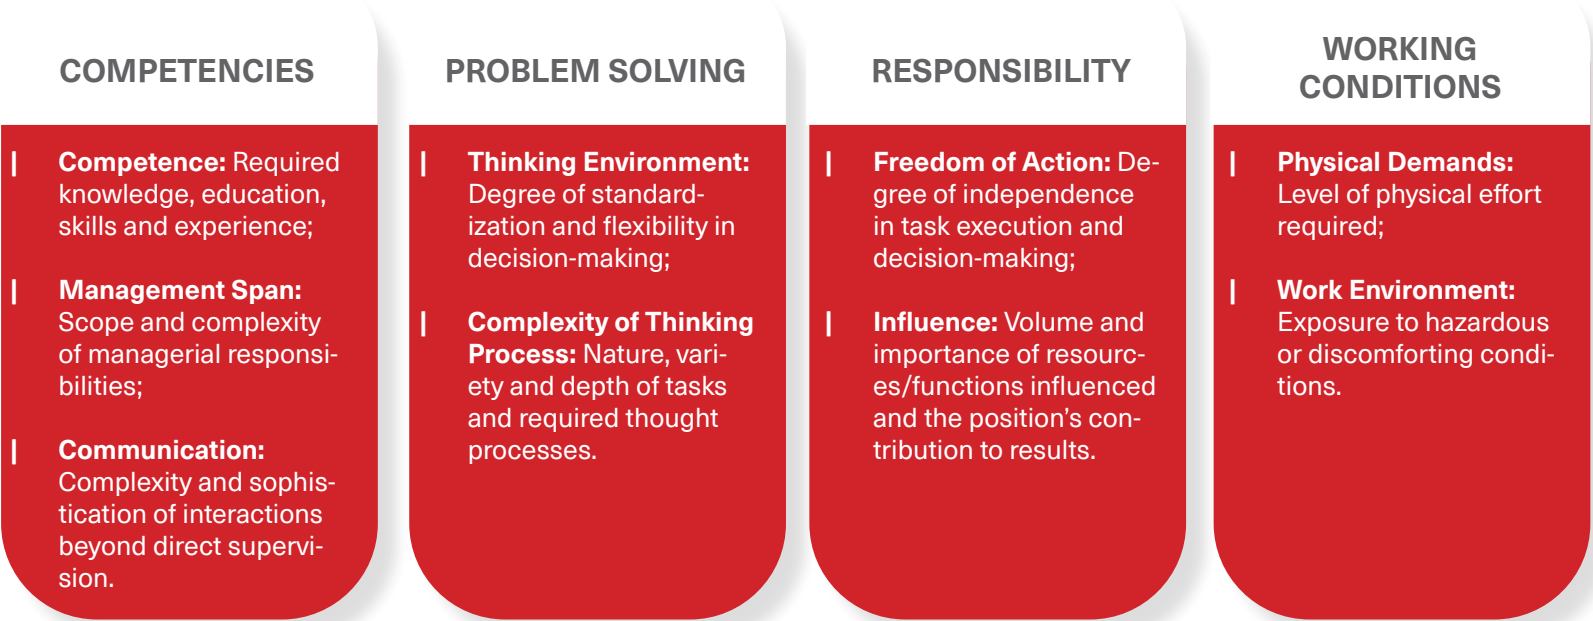 COMPETENCIES
| Competence: Required
knowledge, education,
skills and experience;
| Management Span:
Scope and complexity
of managerial responsi-
bilities;
| Communication:
Complexity and sophis-
tication of interactions
beyond direct supervi-
sion.
PROBLEM SOLVING
| Thinking Environment:
Degree of standard-
ization and flexibility in
decision-making;
| Complexity of Thinking
Process: Nature, vari-
ety and depth of tasks
and required thought
processes.
RESPONSIBILITY
| Freedom of Action: De-
gree of independence
in task execution and
decision-making;
| Influence: Volume and
importance of resourc-
es/functions influenced
and the position’s con-
tribution to results.
WORKING
CONDITIONS
| Physical Demands:
Level of physical effort
required;
| Work Environment:
Exposure to hazardous
or discomforting condi-
tions.